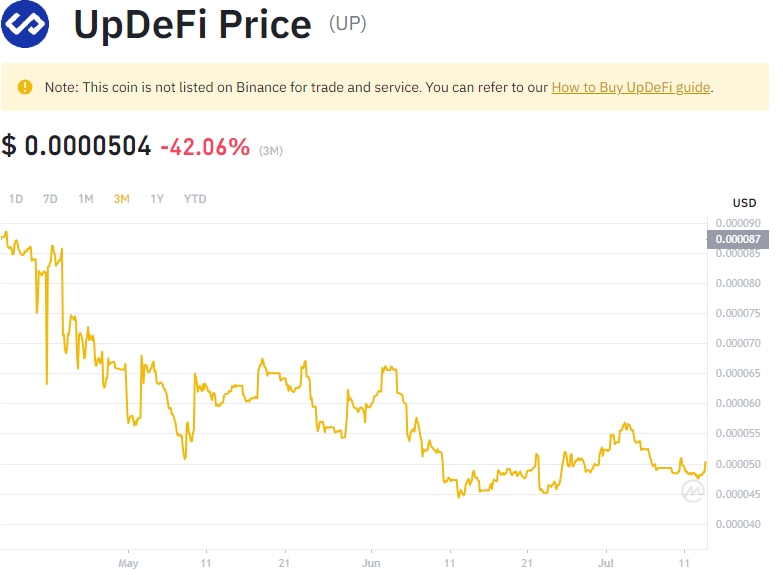 UpDeFi Price (UP)
Note: This coin is not listed on Binance for trade and service. You can refer to our How to Buy UpDeFi guide.
$ 0.0000504 -42.06% (3M)
1D 7D 1M 3M 1Y YTD
USD
0.000090
0.000087
0.000085
0.000080
0.000075
0.000070
0.000065
0.000060
0.000055
0.000050
0.000045
0.000040
May 11 21 Jun 11 21 Jul 11